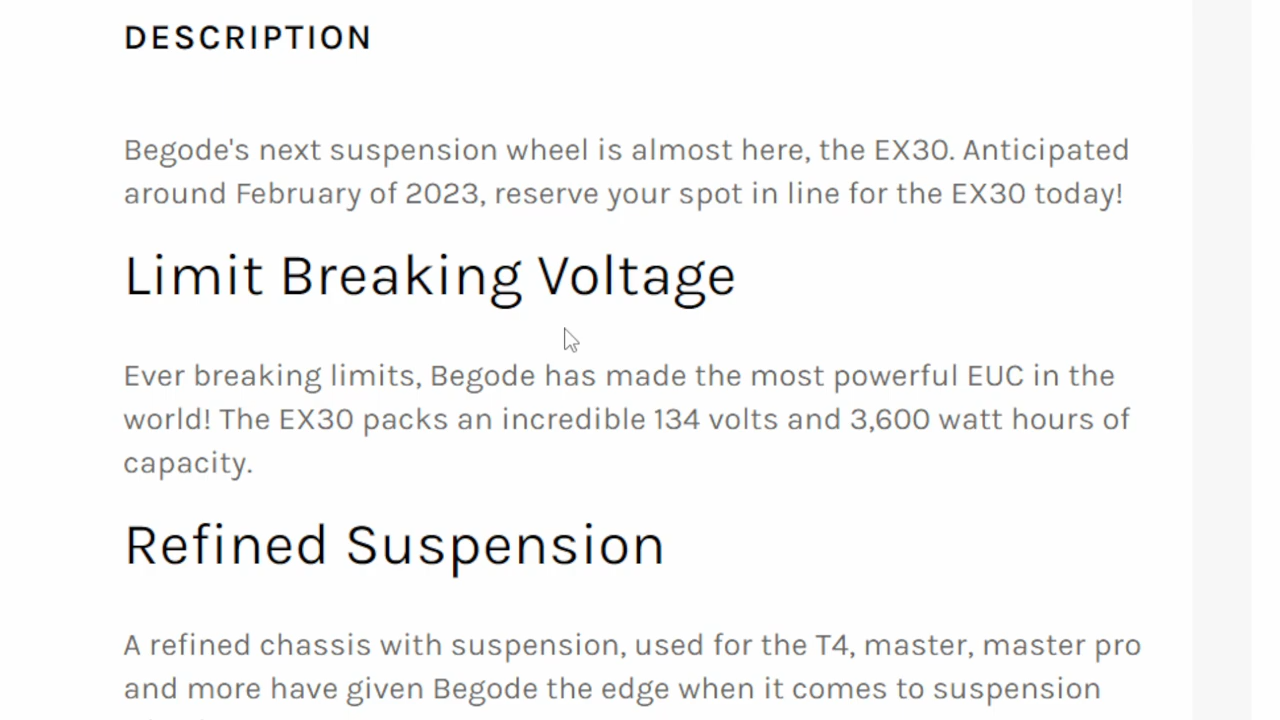 DESCRIPTION
Begode's next suspension wheel is almost here, the EX30. Anticipated
around February of 2023, reserve your spot in line for the EX30 today!
Limit Breaking Voltage
Ever breaking limits, Begode has made the most powerful EUC in the
world! The EX30 packs an incredible 134 volts and 3,600 watt hours of
capacity.
Refined Suspension
A refined chassis with suspension, used for the T4, master, master pro
and more have given Begode the edge when it comes to suspension